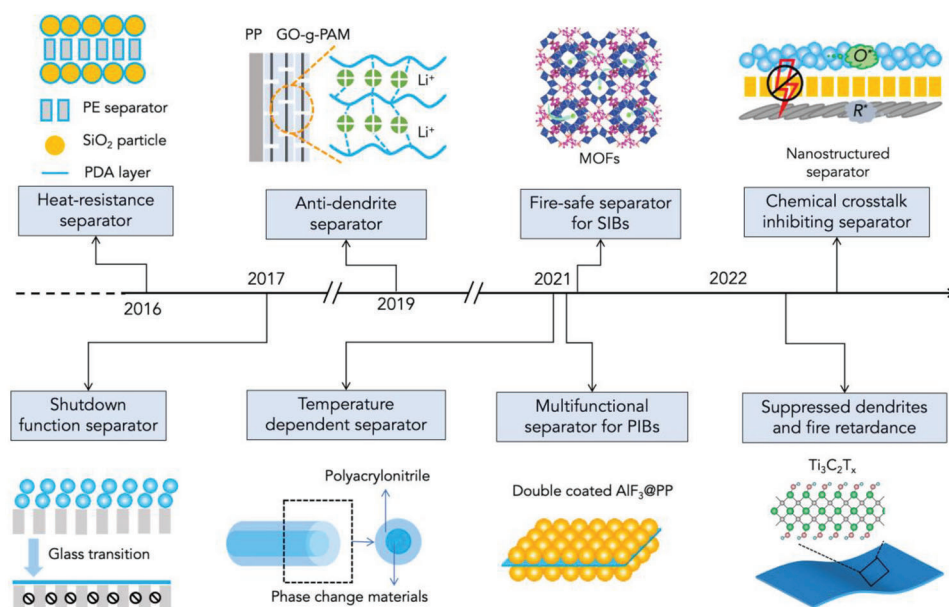 PP GO-g-PAM
Li⁺
Li⁺
PE separator
SiO₂ particle
PDA layer
MOFs
O*
R*
Nanostructured
separator
Heat-resistance
separator
Anti-dendrite
separator
Fire-safe separator
for SIBs
Chemical crosstalk
inhibiting separator
2016
2017
2019
2021
2022
Shutdown
function separator
Temperature
dependent separator
Multifunctional
separator for PIBs
Suppressed dendrites
and fire retardance
Glass transition
Polyacrylonitrile
Phase change materials
Double coated AlF₃@PP
Ti₃C₂Tₓ